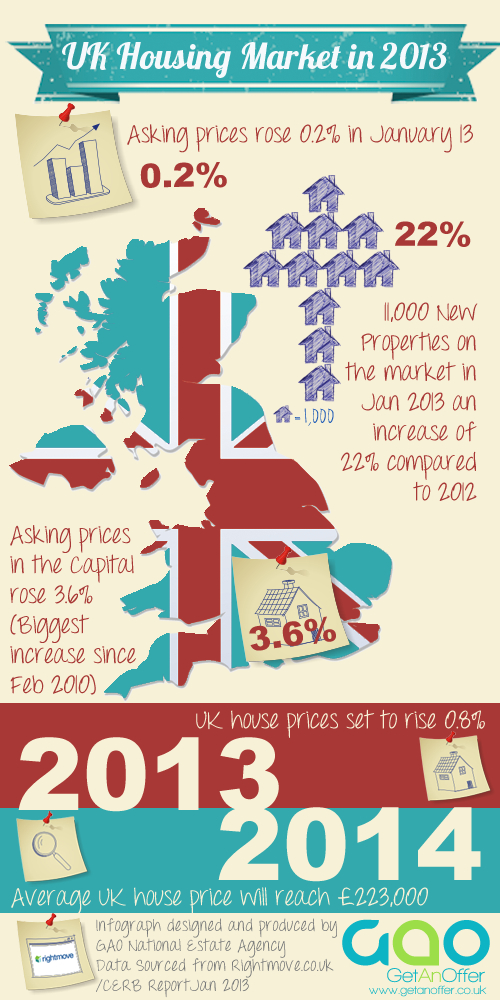 UK Housing Market in 2013
Asking prices rose 0.2% in January 13
0.2%
22%
11,000 New
Properties on
the market in
Jan 2013 an
increase of
22% compared
to 2012
= 1,000
Asking prices
in the Capital
rose 3.6%
(Biggest
increase since
Feb 2010)
3.6%
UK house prices set to rise 0.8%
2013
2014
Average UK house price will reach £223,000
Infograph designed and produced by
GAO National Estate Agency
Data Sourced from Rightmove.co.uk
/CERB Report Jan 2013
rightmove
GAO
GetAnOffer
www.getanoffer.co.uk